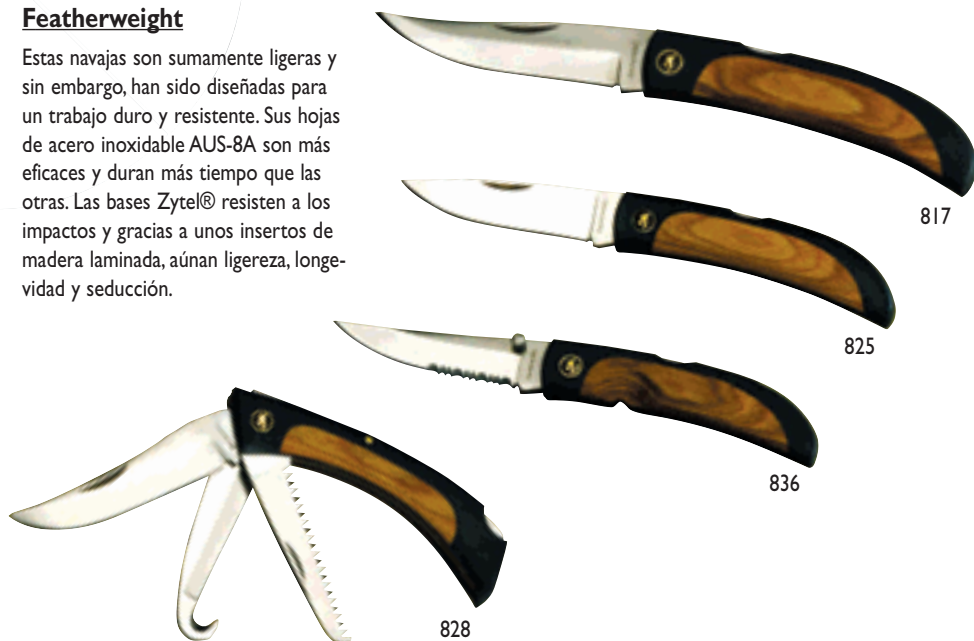 Featherweight
Estas navajas son sumamente ligeras y
sin embargo, han sido diseñadas para
un trabajo duro y resistente. Sus hojas
de acero inoxidable AUS-8A son más
eficaces y duran más tiempo que las
otras. Las bases Zytel® resisten a los
impactos y gracias a unos insertos de
madera laminada, aúnan ligereza, longe-
vidad y seducción.
817
825
836
828